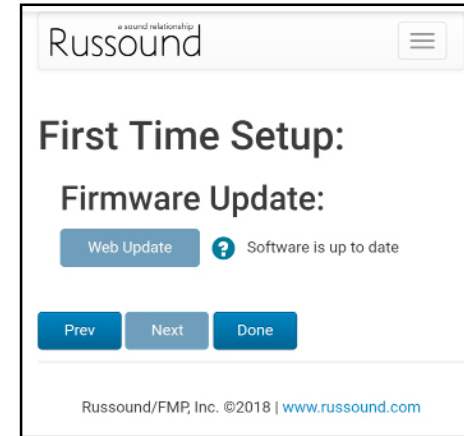 a sound relationship
Russound
First Time Setup:
Firmware Update:
Web Update ? Software is up to date
Prev Next Done
Russound/FMP, Inc. ©2018 | www.russound.com